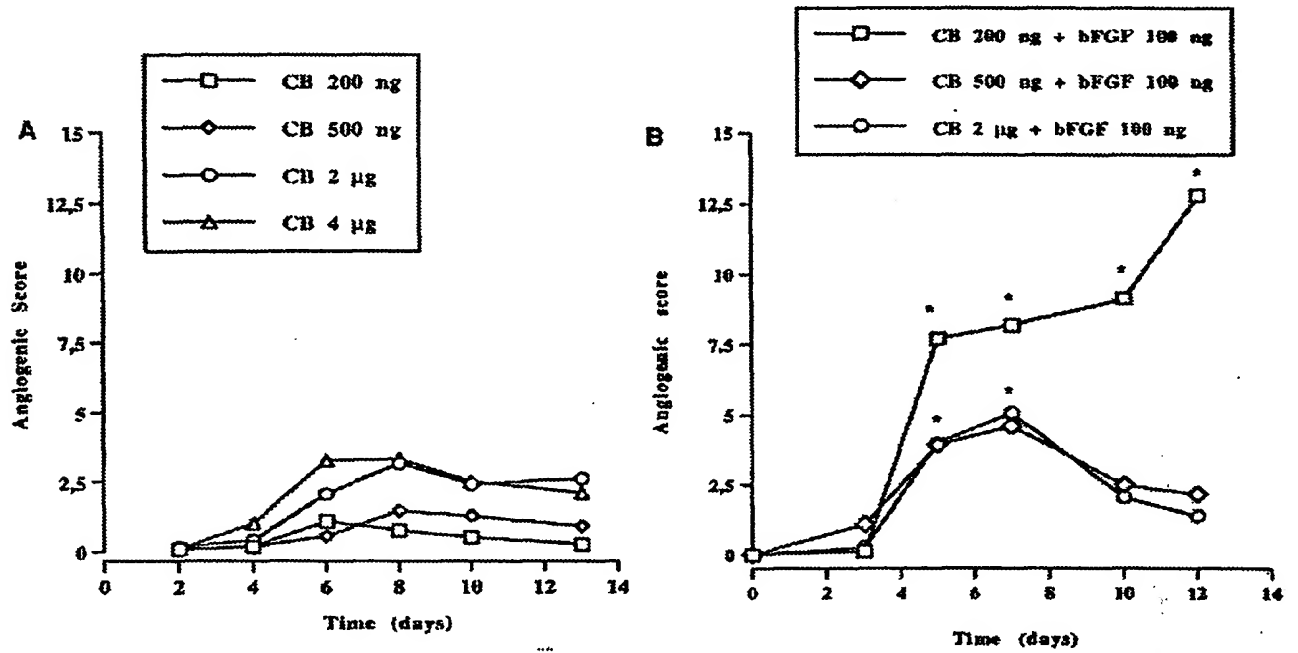 A
CB 200 ng
CB 500 ng
CB 2 µg
CB 4 µg
15
12,5
10
7,5
5
2,5
0
Angiogenic Score
0 2 4 6 8 10 12 14
Time (days)
B
CB 200 ng + bFGF 100 ng
CB 500 ng + bFGF 100 ng
CB 2 µg + bFGF 100 ng
15
12,5
10
7,5
5
2,5
0
Angiogenic score
* * * * * *
0 2 4 6 8 10 12 14
Time (days)